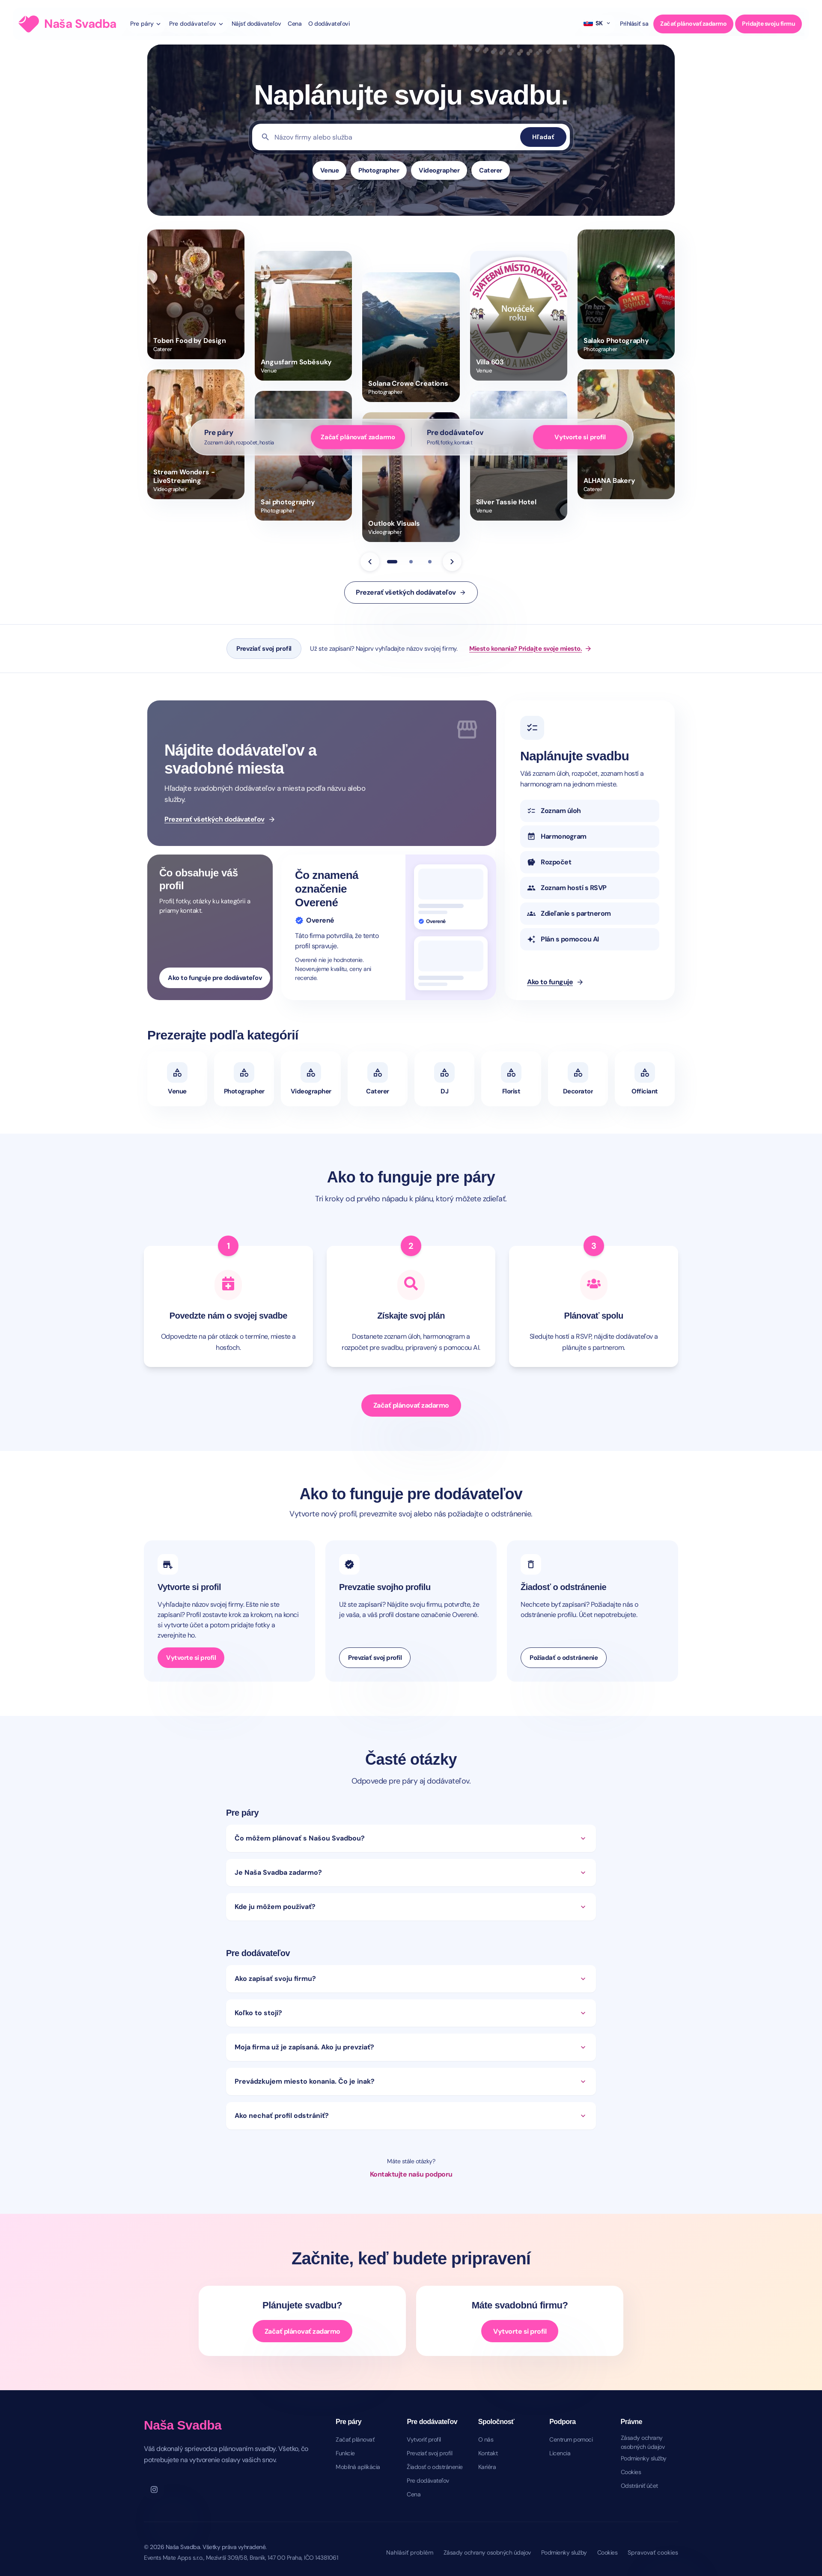 Naša Svadba
Pre páry
Pre dodávateľov
Nájsť dodávateľov
Cena
O dodávateľovi
SK
Prihlásiť sa
Začať plánovať zadarmo
Pridajte svoju firmu
Naplánujte svoju svadbu.
Názov firmy alebo služba
Hľadať
Venue
Photographer
Videographer
Caterer
Toben Food by Design
Caterer
Angusfarm Soběsuky
Venue
Solana Crowe Creations
Photographer
SVATEBNÍ MÍSTO ROKU 2017
Nováček
roku
Villa 603
Venue
Salako Photography
Photographer
Stream Wonders -
LiveStreaming
Videographer
Sai photography
Photographer
Outlook Visuals
Videographer
Silver Tassie Hotel
Venue
ALHANA Bakery
Caterer
Pre páry
Zoznam úloh, rozpočet, hostia
Začať plánovať zadarmo
Pre dodávateľov
Profil, fotky, kontakt
Vytvorte si profil
Prezerať všetkých dodávateľov
Prevziať svoj profil
Už ste zapísaní? Najprv vyhľadajte názov svojej firmy.
Miesto konania? Pridajte svoje miesto.
Nájdite dodávateľov a
svadobné miesta
Hľadajte svadobných dodávateľov a miesta podľa názvu alebo
služby.
Prezerať všetkých dodávateľov
Čo obsahuje váš
profil
Profil, fotky, otázky ku kategórii a
priamy kontakt.
Ako to funguje pre dodávateľov
Čo znamená
označenie
Overené
Overené
Táto firma potvrdila, že tento
profil spravuje.
Overené nie je hodnotenie.
Neoverujeme kvalitu, ceny ani
recenzie.
Overené
Naplánujte svadbu
Váš zoznam úloh, rozpočet, zoznam hostí a
harmonogram na jednom mieste.
Zoznam úloh
Harmonogram
Rozpočet
Zoznam hostí s RSVP
Zdieľanie s partnerom
Plán s pomocou AI
Ako to funguje
Prezerajte podľa kategórií
Venue
Photographer
Videographer
Caterer
DJ
Florist
Decorator
Officiant
Ako to funguje pre páry
Tri kroky od prvého nápadu k plánu, ktorý môžete zdieľať.
1
Povedzte nám o svojej svadbe
Odpovedzte na pár otázok o termíne, mieste a
hosťoch.
2
Získajte svoj plán
Dostanete zoznam úloh, harmonogram a
rozpočet pre svadbu, pripravený s pomocou AI.
3
Plánovať spolu
Sledujte hostí a RSVP, nájdite dodávateľov a
plánujte s partnerom.
Začať plánovať zadarmo
Ako to funguje pre dodávateľov
Vytvorte nový profil, prevezmite svoj alebo nás požiadajte o odstránenie.
Vytvorte si profil
Vyhľadajte názov svojej firmy. Ešte nie ste
zapísaní? Profil zostavte krok za krokom, na konci
si vytvorte účet a potom pridajte fotky a
zverejnite ho.
Vytvorte si profil
Prevzatie svojho profilu
Už ste zapísaní? Nájdite svoju firmu, potvrďte, že
je vaša, a váš profil dostane označenie Overené.
Prevziať svoj profil
Žiadosť o odstránenie
Nechcete byť zapísaní? Požiadajte nás o
odstránenie profilu. Účet nepotrebujete.
Požiadať o odstránenie
Časté otázky
Odpovede pre páry aj dodávateľov.
Pre páry
Čo môžem plánovať s Našou Svadbou?
Je Naša Svadba zadarmo?
Kde ju môžem používať?
Pre dodávateľov
Ako zapísať svoju firmu?
Koľko to stojí?
Moja firma už je zapísaná. Ako ju prevziať?
Prevádzkujem miesto konania. Čo je inak?
Ako nechať profil odstrániť?
Máte stále otázky?
Kontaktujte našu podporu
Začnite, keď budete pripravení
Plánujete svadbu?
Začať plánovať zadarmo
Máte svadobnú firmu?
Vytvorte si profil
Naša Svadba
Váš dokonalý sprievodca plánovaním svadby. Všetko, čo
potrebujete na vytvorenie oslavy vašich snov.
Pre páry
Začať plánovať
Funkcie
Mobilná aplikácia
Pre dodávateľov
Vytvoriť profil
Prevziať svoj profil
Žiadosť o odstránenie
Pre dodávateľov
Cena
Spoločnosť
O nás
Kontakt
Kariéra
Podpora
Centrum pomoci
Licencia
Právne
Zásady ochrany
osobných údajov
Podmienky služby
Cookies
Odstrániť účet
© 2026 Naša Svadba. Všetky práva vyhradené.
Events Mate Apps s.r.o., Mezivrší 309/58, Braník, 147 00 Praha, IČO 14381061
Nahlásiť problém
Zásady ochrany osobných údajov
Podmienky služby
Cookies
Spravovať cookies